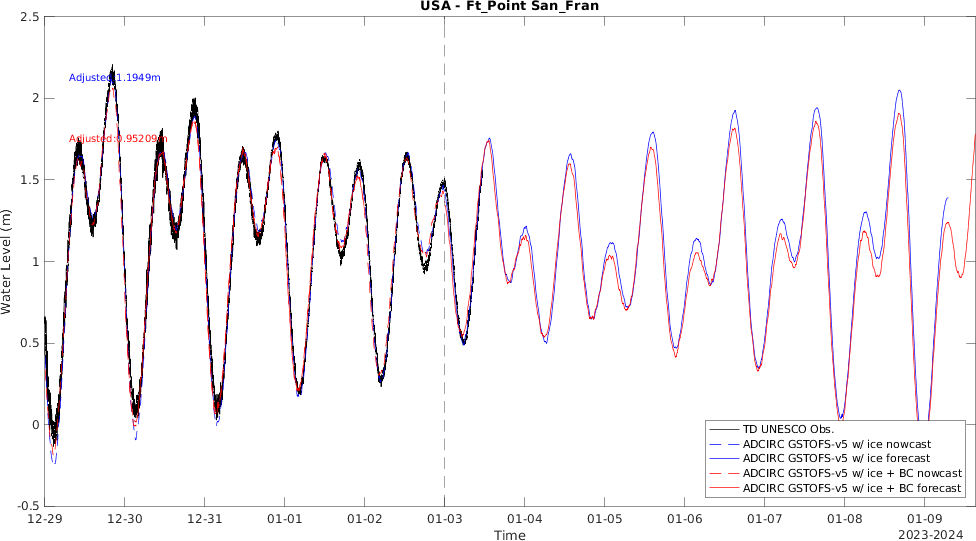 USA - Ft_Point San_Fran
2.5
2
1.5
1
0.5
0
-0.5
Water Level (m)
Adjusted:1.1949m
Adjusted:0.95209m
TD UNESCO Obs.
ADCIRC GSTOFS-v5 w/ ice nowcast
ADCIRC GSTOFS-v5 w/ ice forecast
ADCIRC GSTOFS-v5 w/ ice + BC nowcast
ADCIRC GSTOFS-v5 w/ ice + BC forecast
12-29 12-30 12-31 01-01 01-02 01-03 01-04 01-05 01-06 01-07 01-08 01-09
Time
2023-2024